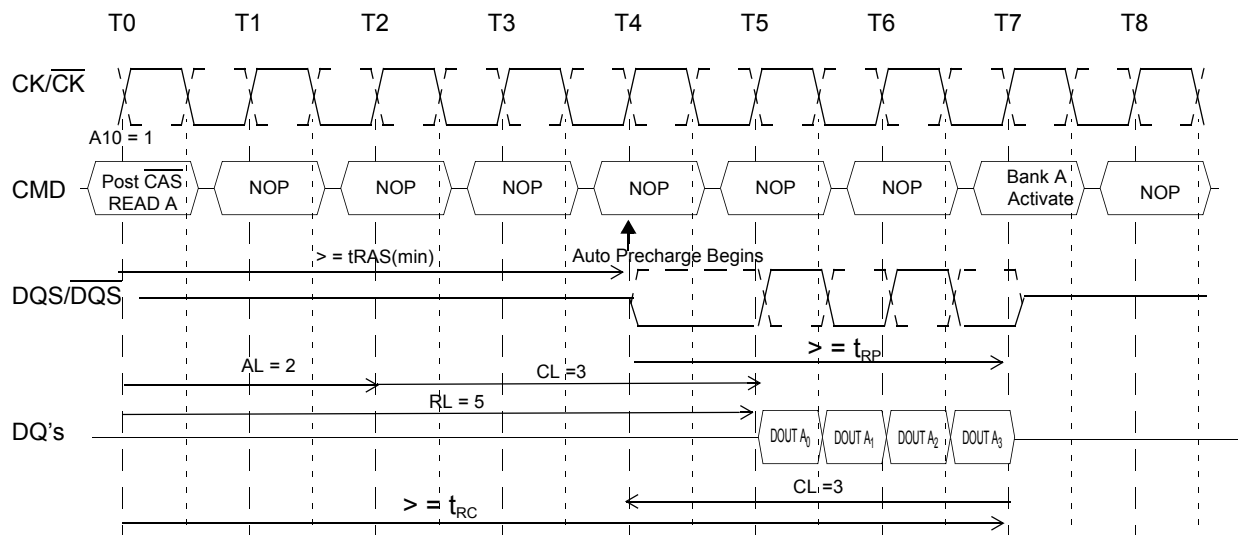 T0 T1 T2 T3 T4 T5 T6 T7 T8
CK/CK
A10 = 1
CMD
Post CAS
READ A
NOP
NOP
NOP
NOP
NOP
NOP
Bank A
Activate
NOP
> = tRAS(min)
Auto Precharge Begins
DQS/DQS
> = tRP
AL = 2
CL =3
RL = 5
DQ's
DOUT A0
DOUT A1
DOUT A2
DOUT A3
CL =3
> = tRC